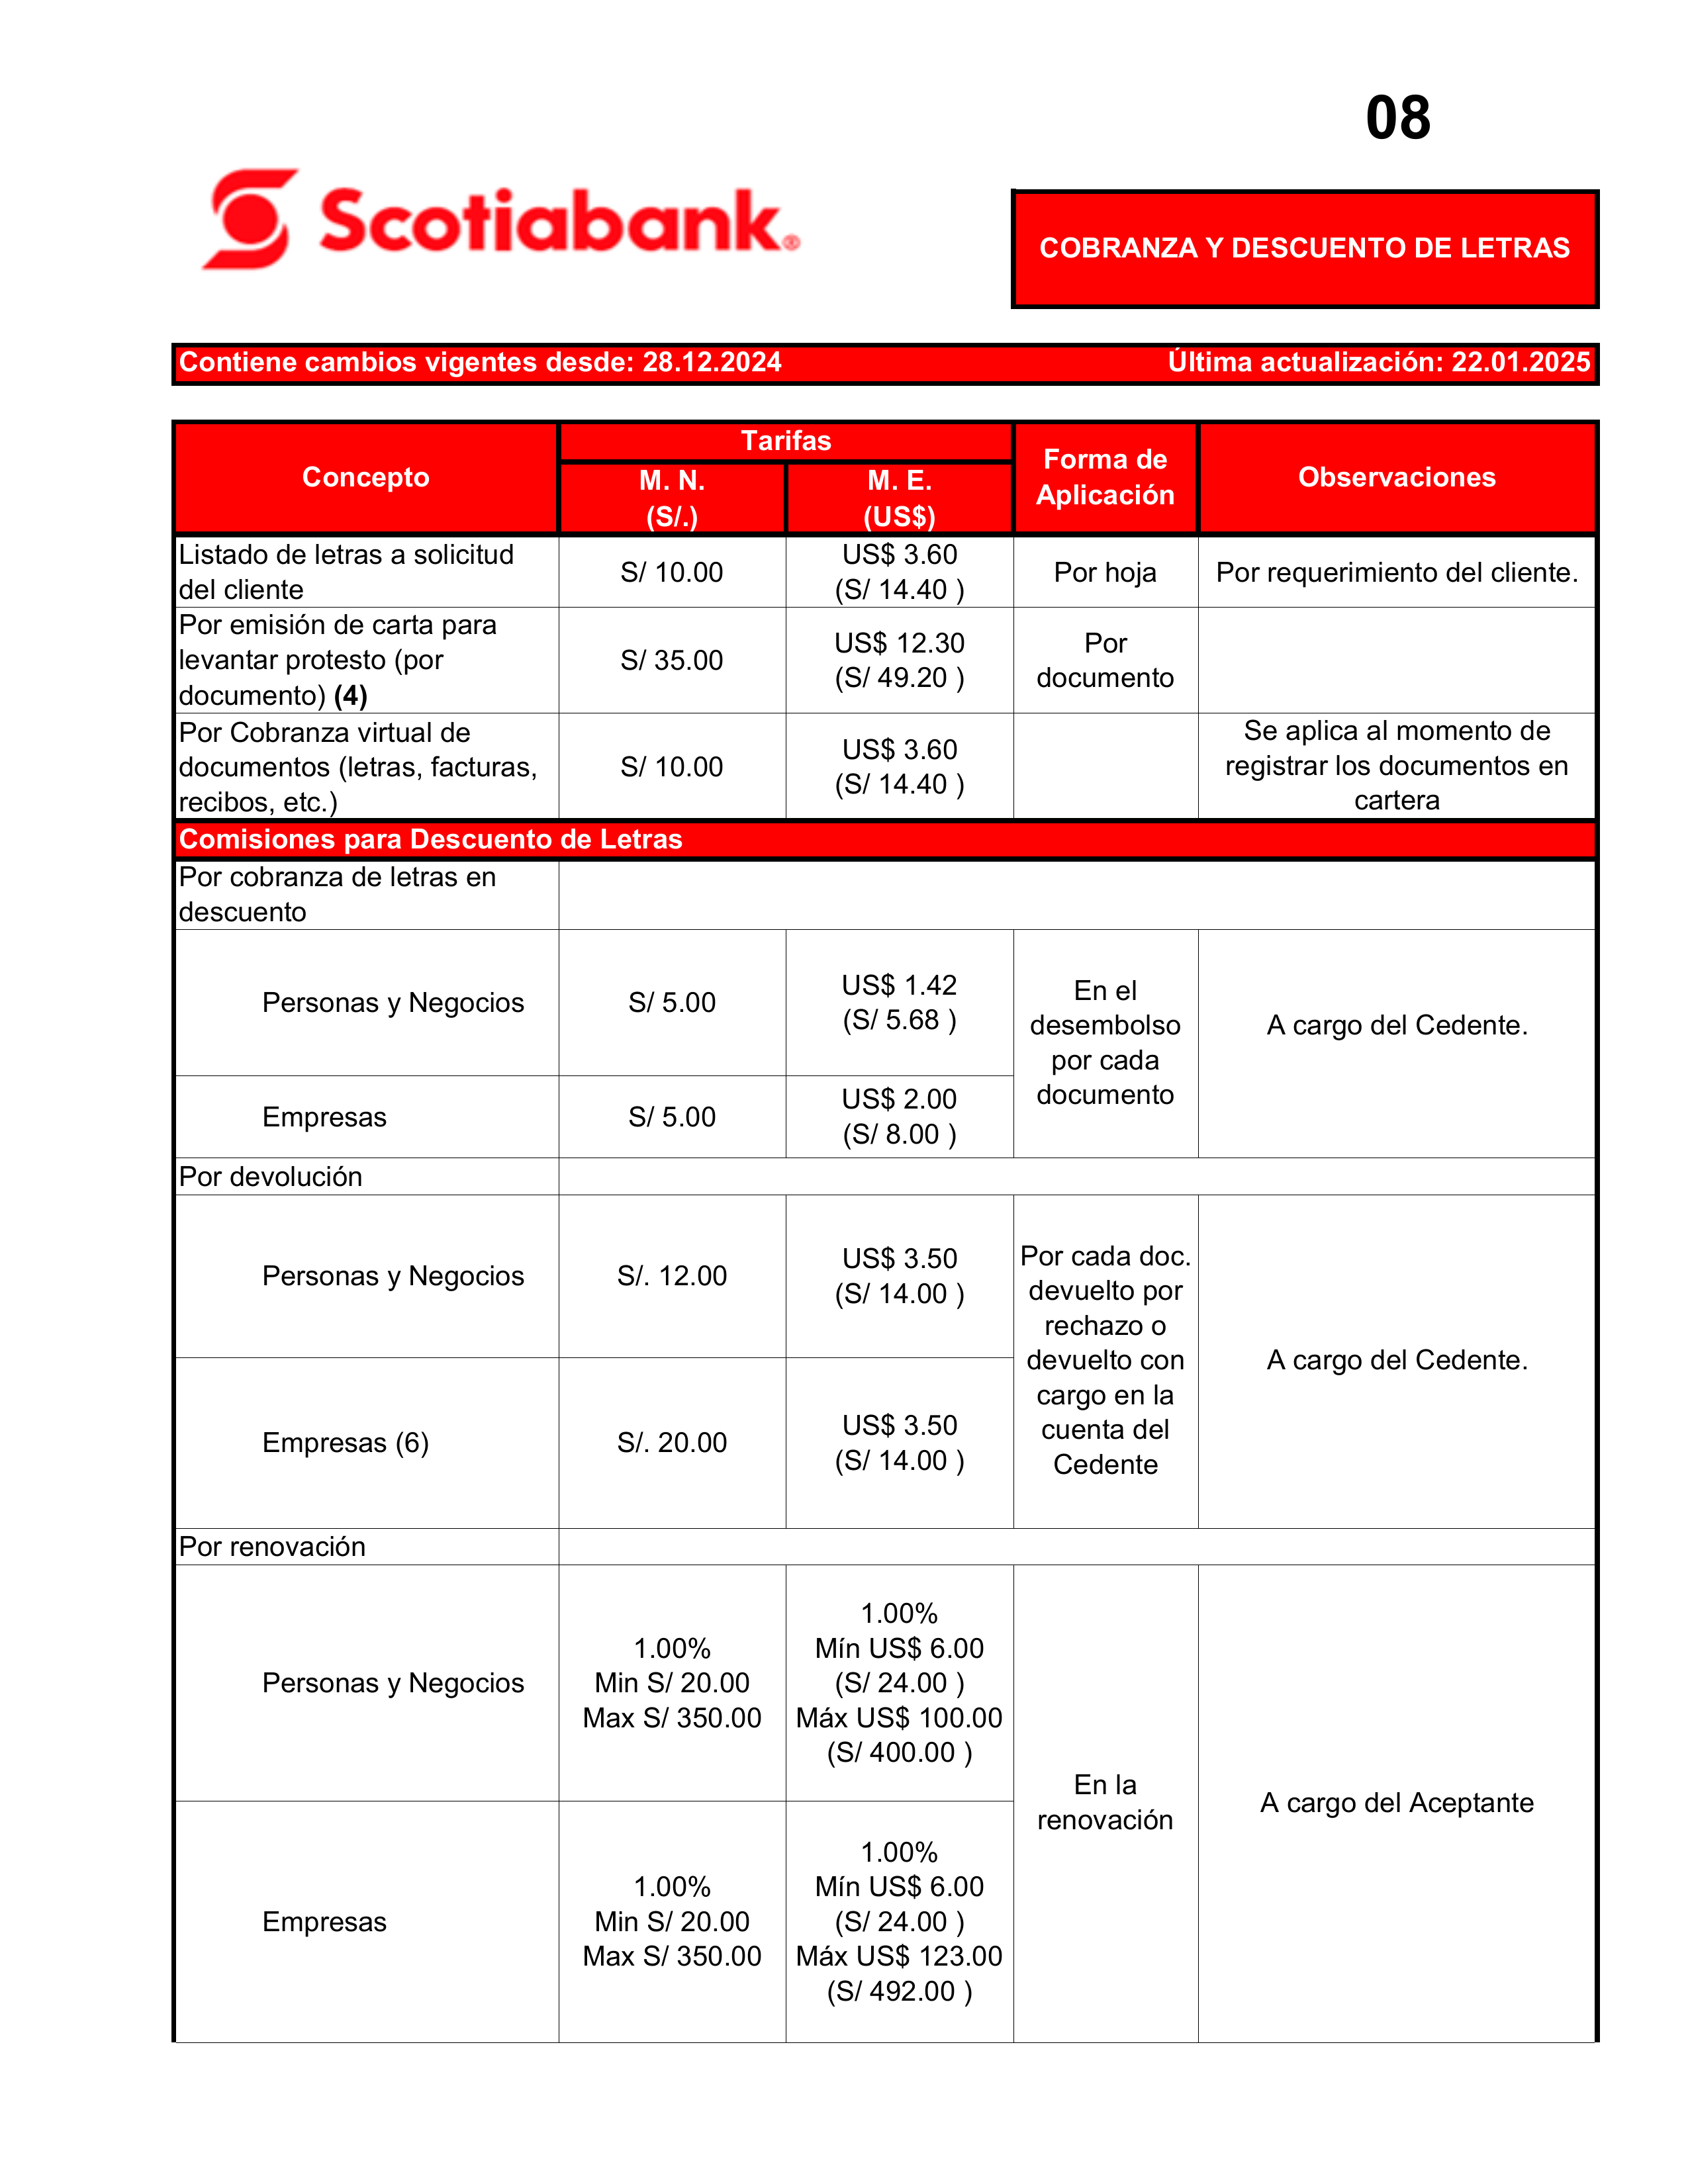 08
Scotiabank®
COBRANZA Y DESCUENTO DE LETRAS
Contiene cambios vigentes desde: 28.12.2024 Última actualización: 22.01.2025
Concepto
Tarifas
M. N.
(S/.)
M. E.
(US$)
Forma de
Aplicación
Observaciones
Listado de letras a solicitud
del cliente
S/ 10.00
US$ 3.60
(S/ 14.40 )
Por hoja
Por requerimiento del cliente.
Por emisión de carta para
levantar protesto (por
documento) (4)
S/ 35.00
US$ 12.30
(S/ 49.20 )
Por
documento
Por Cobranza virtual de
documentos (letras, facturas,
recibos, etc.)
S/ 10.00
US$ 3.60
(S/ 14.40 )
Se aplica al momento de
registrar los documentos en
cartera
Comisiones para Descuento de Letras
Por cobranza de letras en
descuento
Personas y Negocios
S/ 5.00
US$ 1.42
(S/ 5.68 )
En el
desembolso
por cada
documento
A cargo del Cedente.
Empresas
S/ 5.00
US$ 2.00
(S/ 8.00 )
Por devolución
Personas y Negocios
S/. 12.00
US$ 3.50
(S/ 14.00 )
Por cada doc.
devuelto por
rechazo o
devuelto con
cargo en la
cuenta del
Cedente
A cargo del Cedente.
Empresas (6)
S/. 20.00
US$ 3.50
(S/ 14.00 )
Por renovación
Personas y Negocios
1.00%
Min S/ 20.00
Max S/ 350.00
1.00%
Mín US$ 6.00
(S/ 24.00 )
Máx US$ 100.00
(S/ 400.00 )
En la
renovación
A cargo del Aceptante
Empresas
1.00%
Min S/ 20.00
Max S/ 350.00
1.00%
Mín US$ 6.00
(S/ 24.00 )
Máx US$ 123.00
(S/ 492.00 )